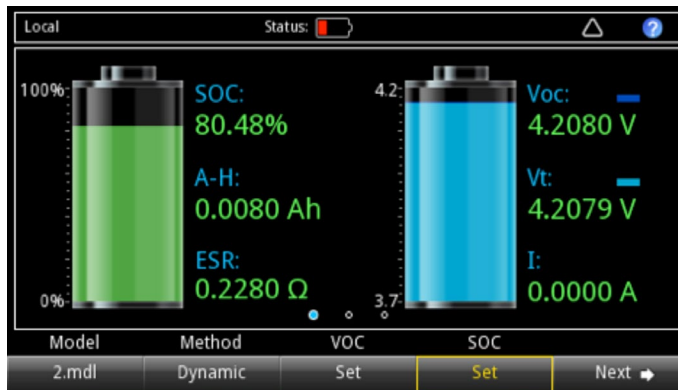 Local Status: ?
100% SOC: 4.2 Voc:
80.48% 4.2080 V
A-H: Vt:
0.0080 Ah 4.2079 V
ESR: I:
0.2280 Ω 0.0000 A
0% 3.7
Model Method VOC SOC
2.mdl Dynamic Set Set Next